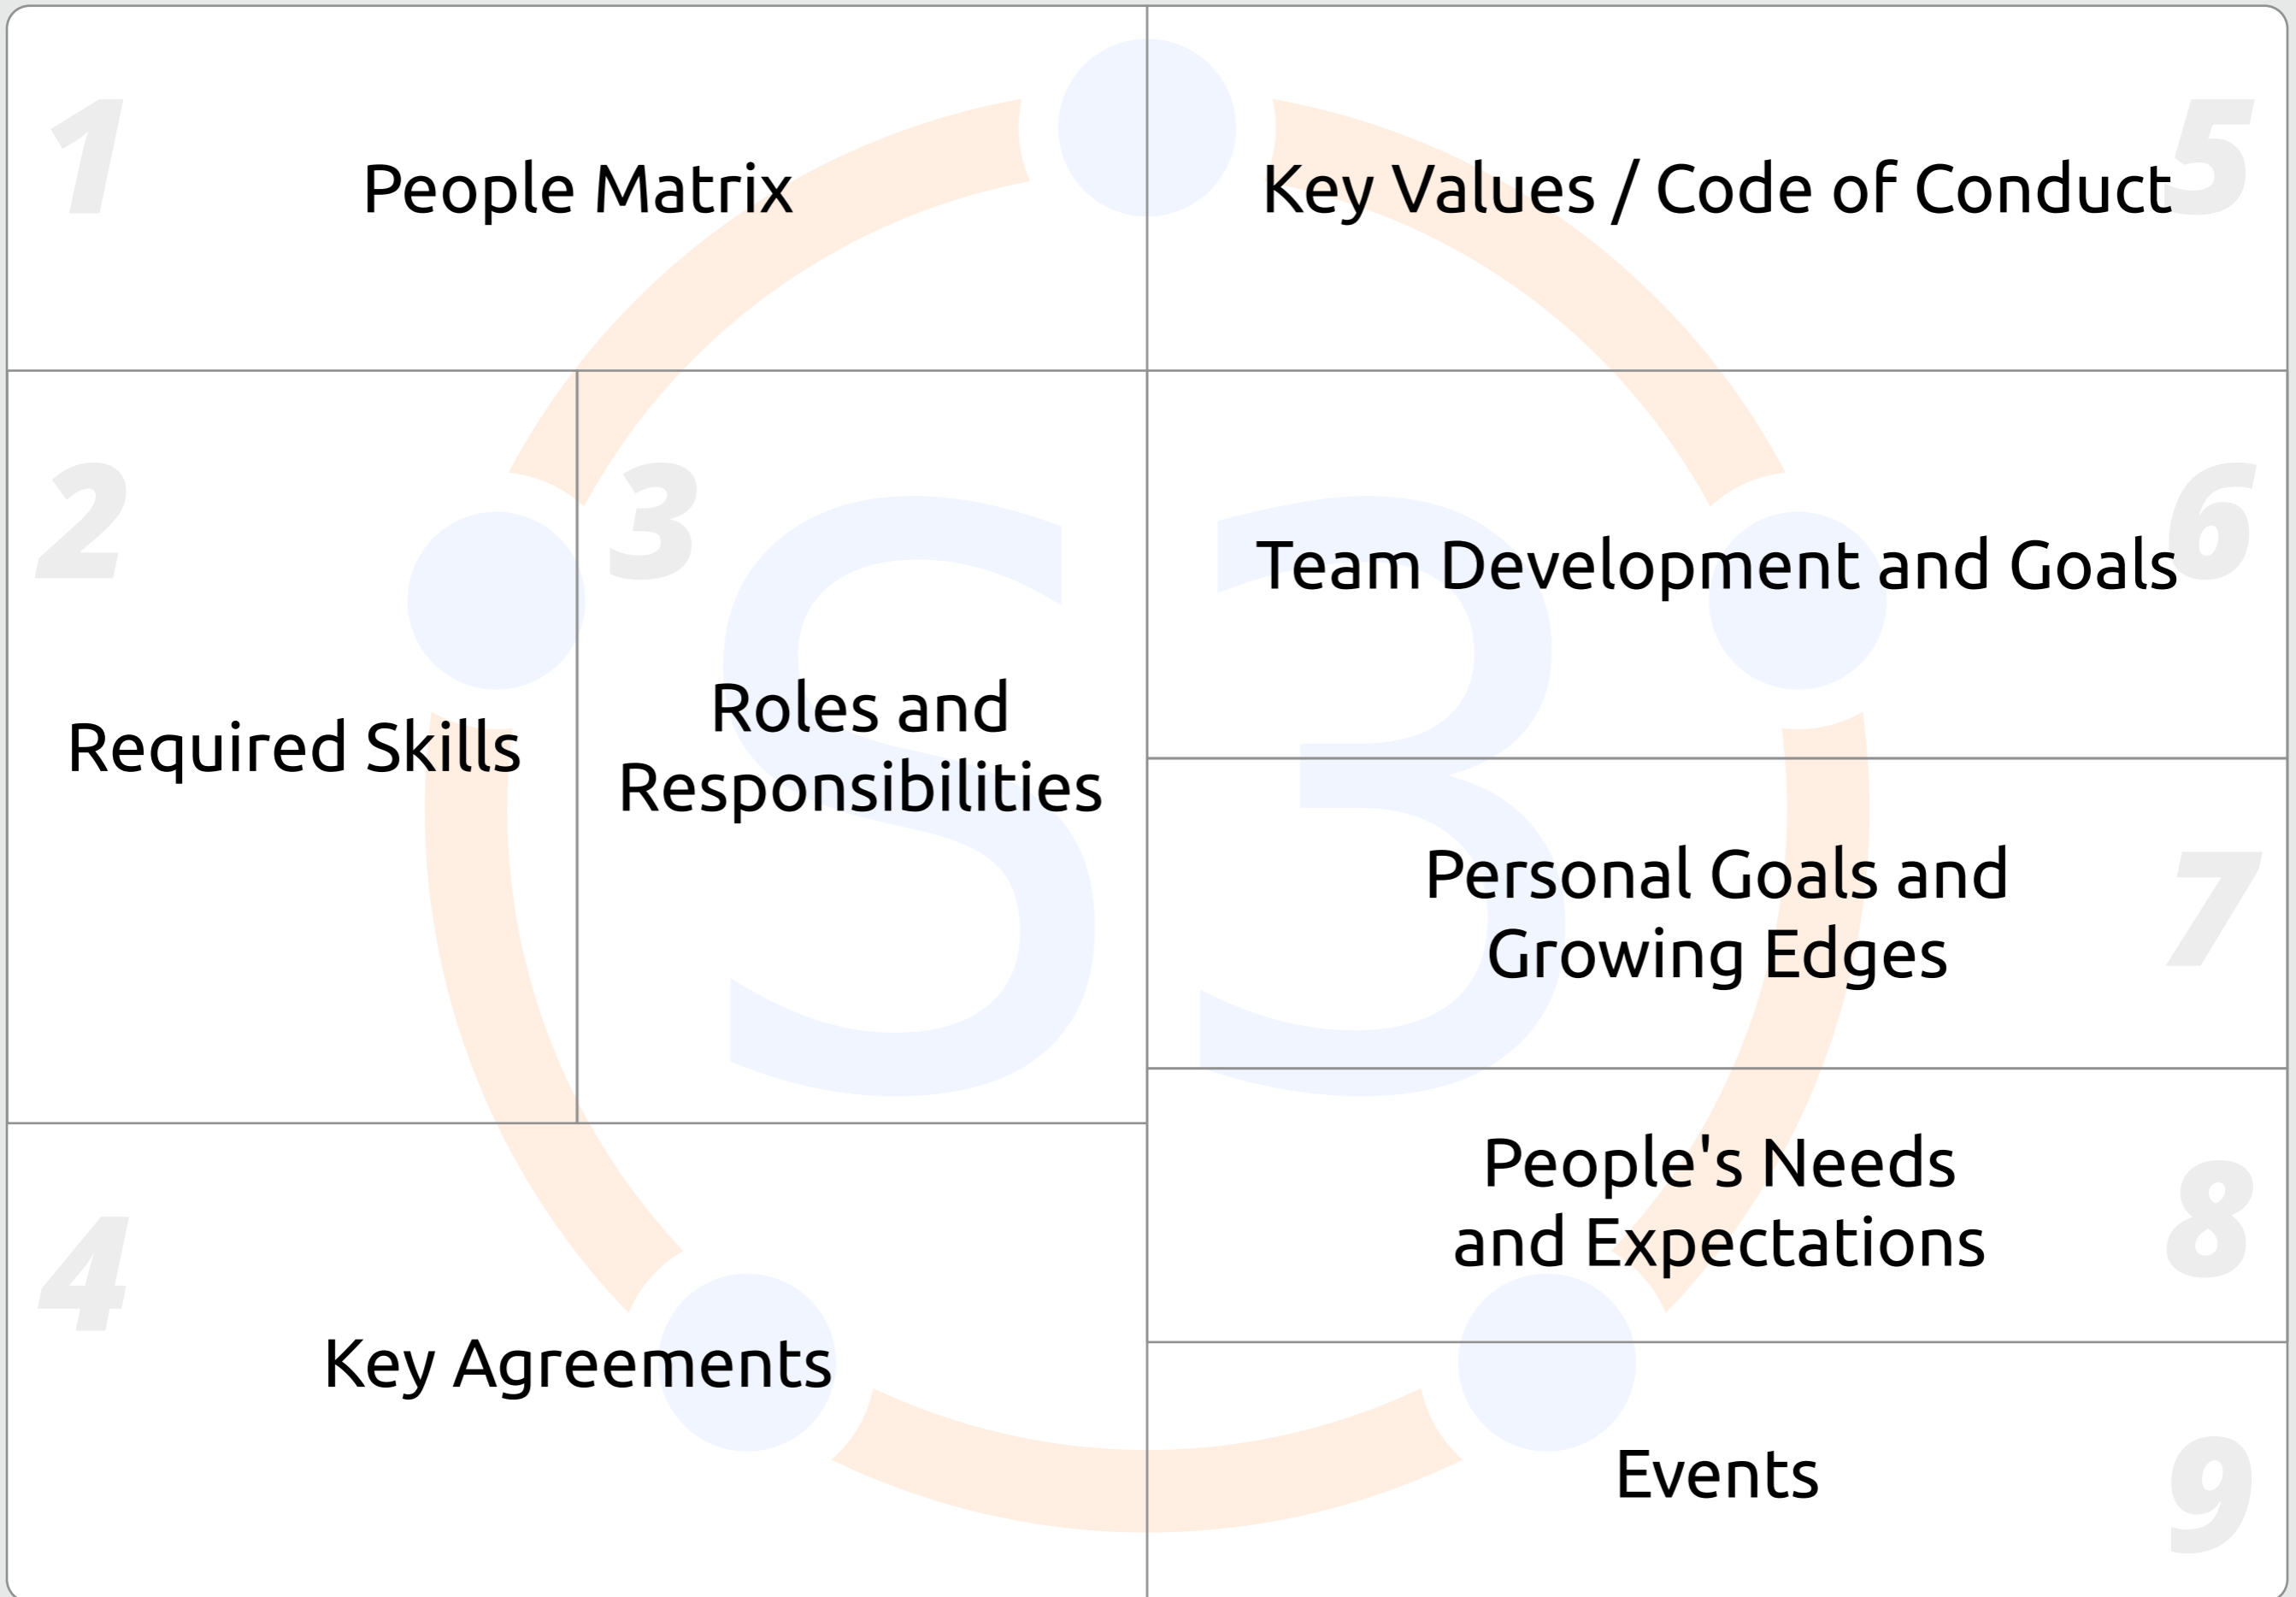 1
People Matrix
2
Required Skills
3
Roles and
Responsibilities
4
Key Agreements
5
Key Values / Code of Conduct
6
Team Development and Goals
7
Personal Goals and
Growing Edges
8
People's Needs
and Expectations
9
Events
S3